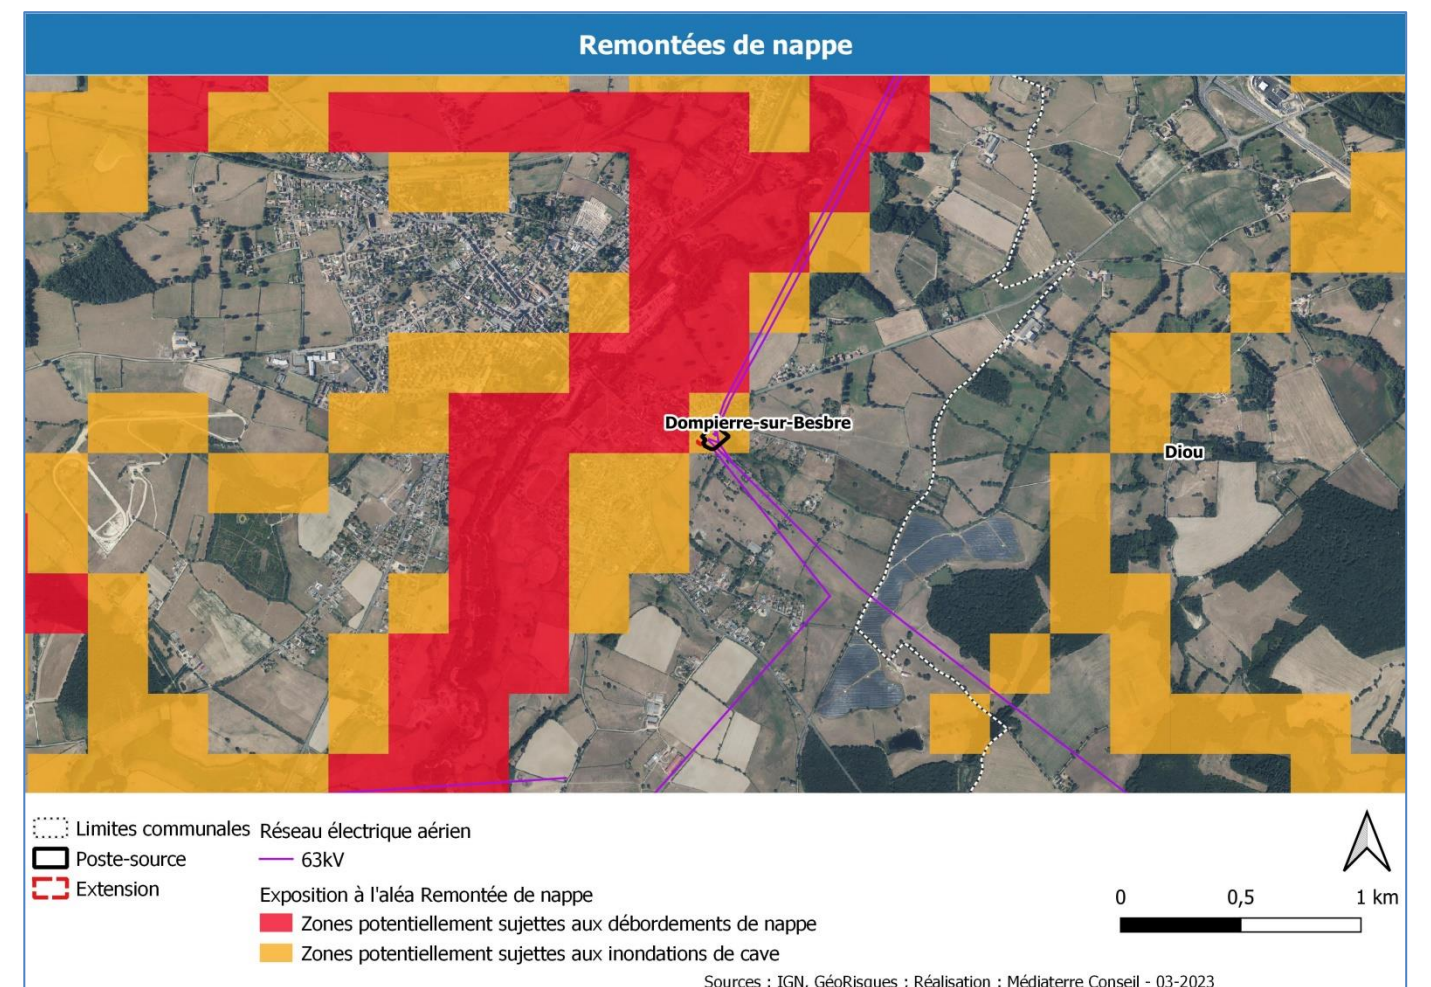 Remontées de nappe
Dompierre-sur-Besbre
Diou
Limites communales
Poste-source
Extension
Réseau électrique aérien
63kV
Exposition à l'aléa Remontée de nappe
Zones potentiellement sujettes aux débordements de nappe
Zones potentiellement sujettes aux inondations de cave
0 0,5 1 km
Sources : IGN, GéoRisques ; Réalisation : Médiaterre Conseil - 03-2023